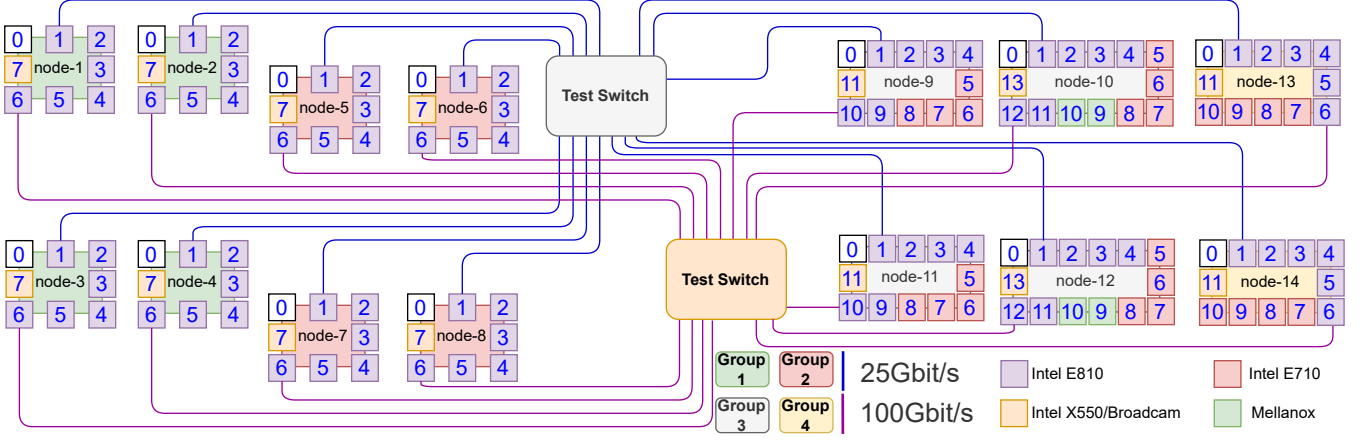 0 1 2
7 node-1 3
6 5 4
0 1 2
7 node-2 3
6 5 4
0 1 2
7 node-5 3
6 5 4
0 1 2
7 node-6 3
6 5 4
Test Switch
0 1 2 3 4
11 node-9 5
10 9 8 7 6
0 1 2 3 4 5
13 node-10 6
12 11 10 9 8 7
0 1 2 3 4
11 node-13 5
10 9 8 7 6
0 1 2
7 node-3 3
6 5 4
0 1 2
7 node-4 3
6 5 4
0 1 2
7 node-7 3
6 5 4
0 1 2
7 node-8 3
6 5 4
Test Switch
0 1 2 3 4
11 node-11 5
10 9 8 7 6
0 1 2 3 4 5
13 node-12 6
12 11 10 9 8 7
0 1 2 3 4
11 node-14 5
10 9 8 7 6
Group
1
Group
2
25Gbit/s
Intel E810
Intel E710
Group
3
Group
4
100Gbit/s
Intel X550/Broadcam
Mellanox